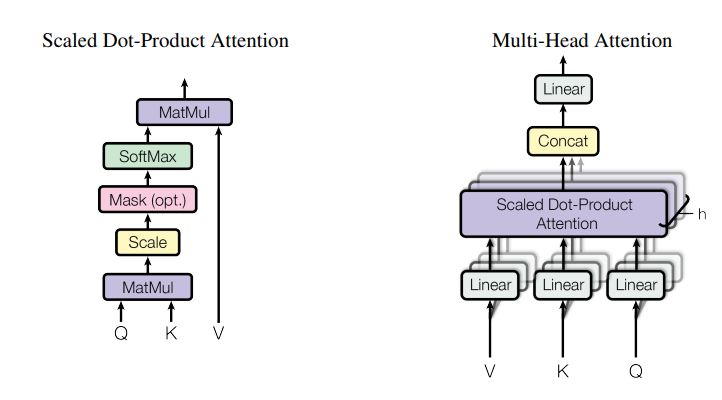 Scaled Dot-Product Attention
MatMul
SoftMax
Mask (opt.)
Scale
MatMul
Q K V
Multi-Head Attention
Linear
Concat
Scaled Dot-Product
Attention
h
Linear Linear Linear
V K Q